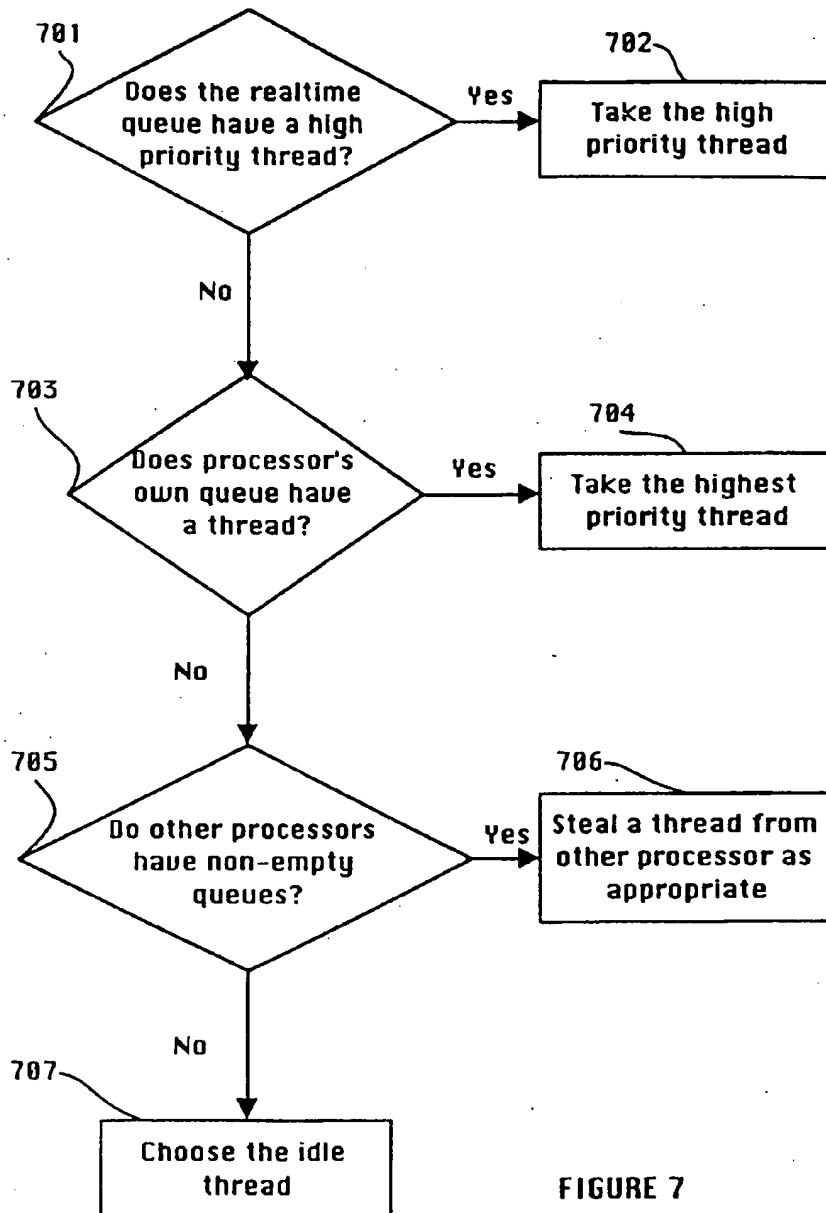 701
702
Does the realtime
queue have a high
priority thread?
Yes
Take the high
priority thread
No
703
704
Does processor's
own queue have
a thread?
Yes
Take the highest
priority thread
No
705
706
Do other processors
have non-empty
queues?
Yes
Steal a thread from
other processor as
appropriate
No
707
Choose the idle
thread
FIGURE 7